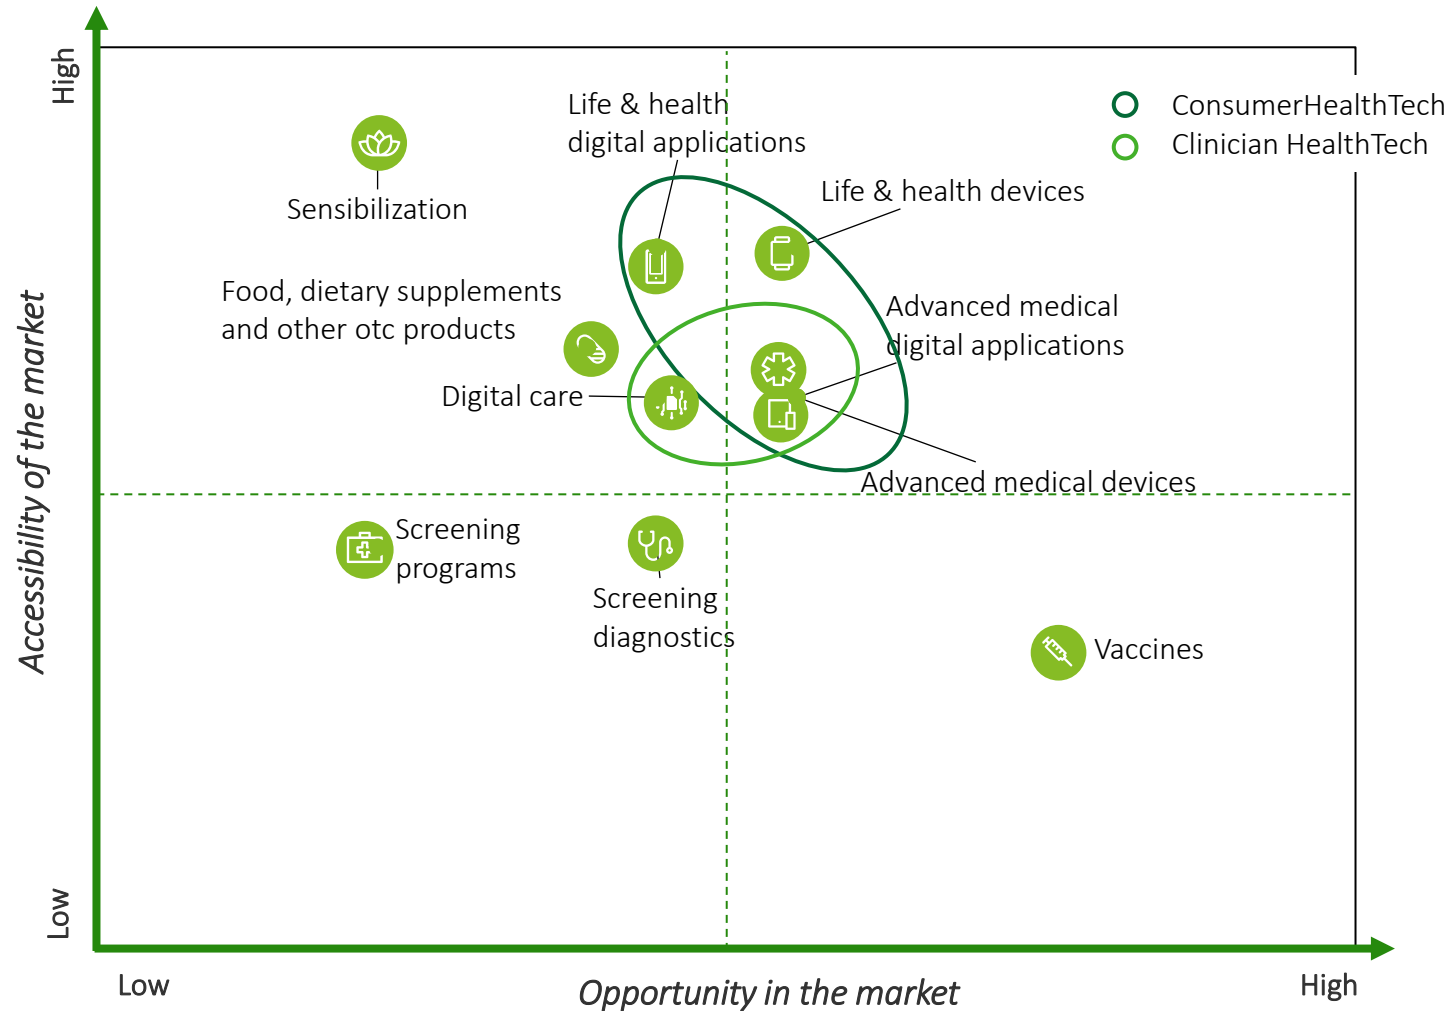 High
Life & health
digital applications
ConsumerHealthTech
Clinician HealthTech
Sensibilization
Life & health devices
Food, dietary supplements
and other otc products
Advanced medical
digital applications
Digital care
Advanced medical devices
Accessibility of the market
Screening
programs
Screening
diagnostics
Vaccines
Low
Low
Opportunity in the market
High